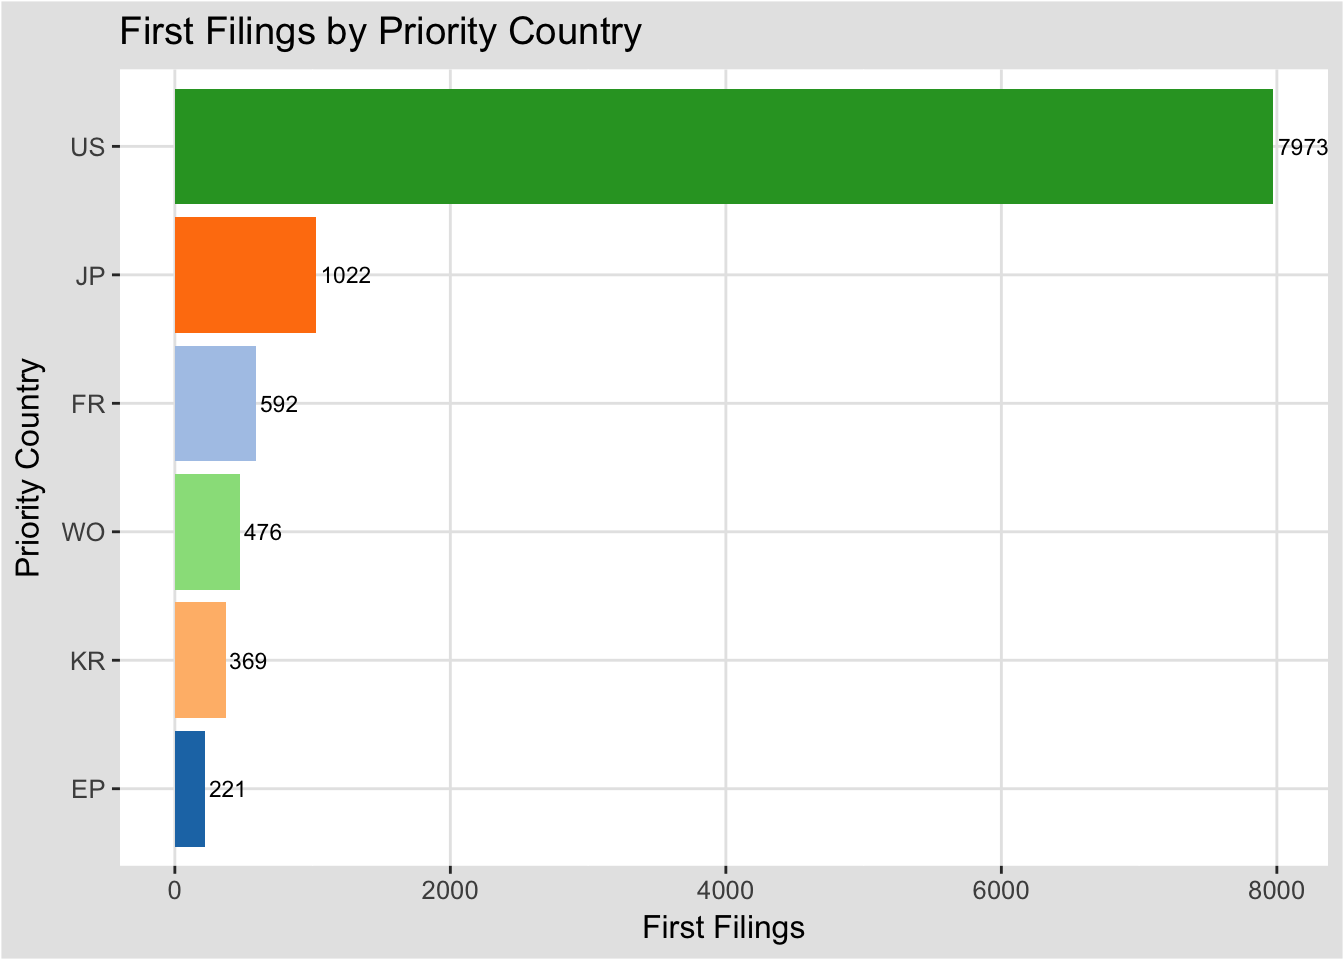 First Filings by Priority Country
Priority Country
US
7973
JP
1022
FR
592
WO
476
KR
369
EP
221
0
2000
4000
6000
8000
First Filings